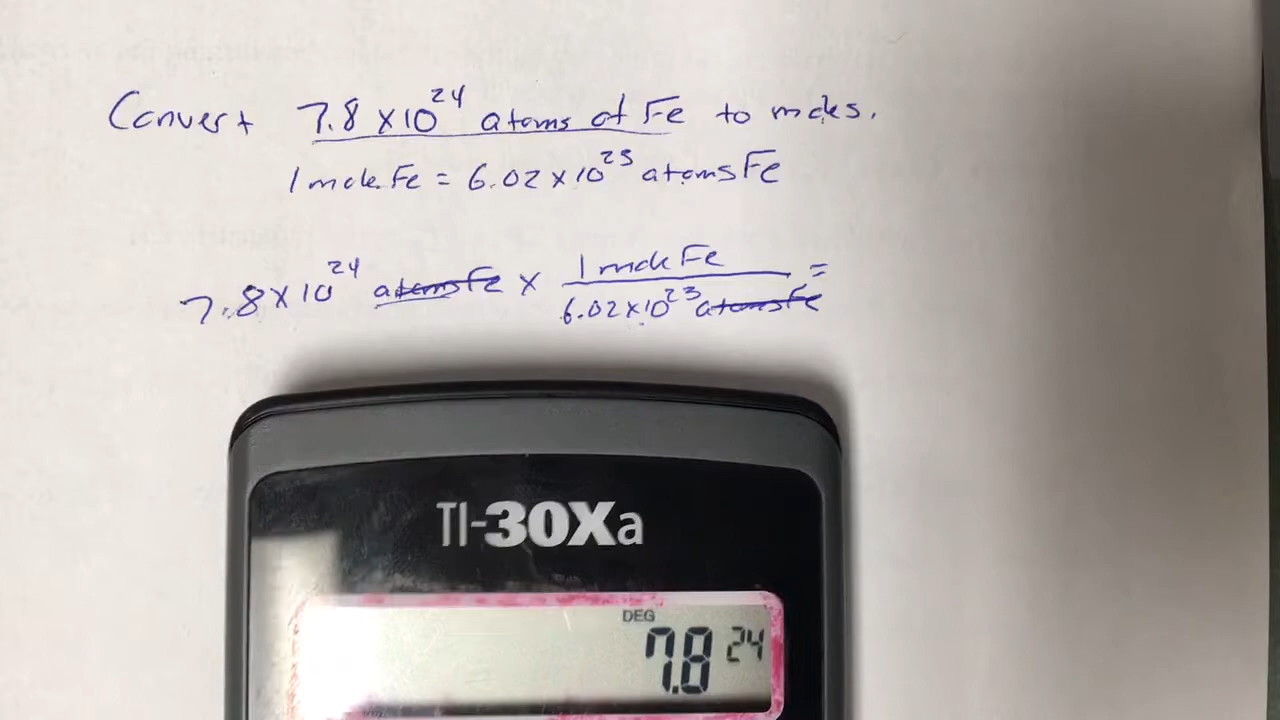 Convert 7.8 x 10^24 atoms of Fe to moles.
1 mole Fe = 6.02 x 10^23 atoms Fe
7.8 x 10^24 atoms Fe x 1 mole Fe / 6.02 x 10^23 atoms Fe =
TI-30Xa
DEG
7.8 24